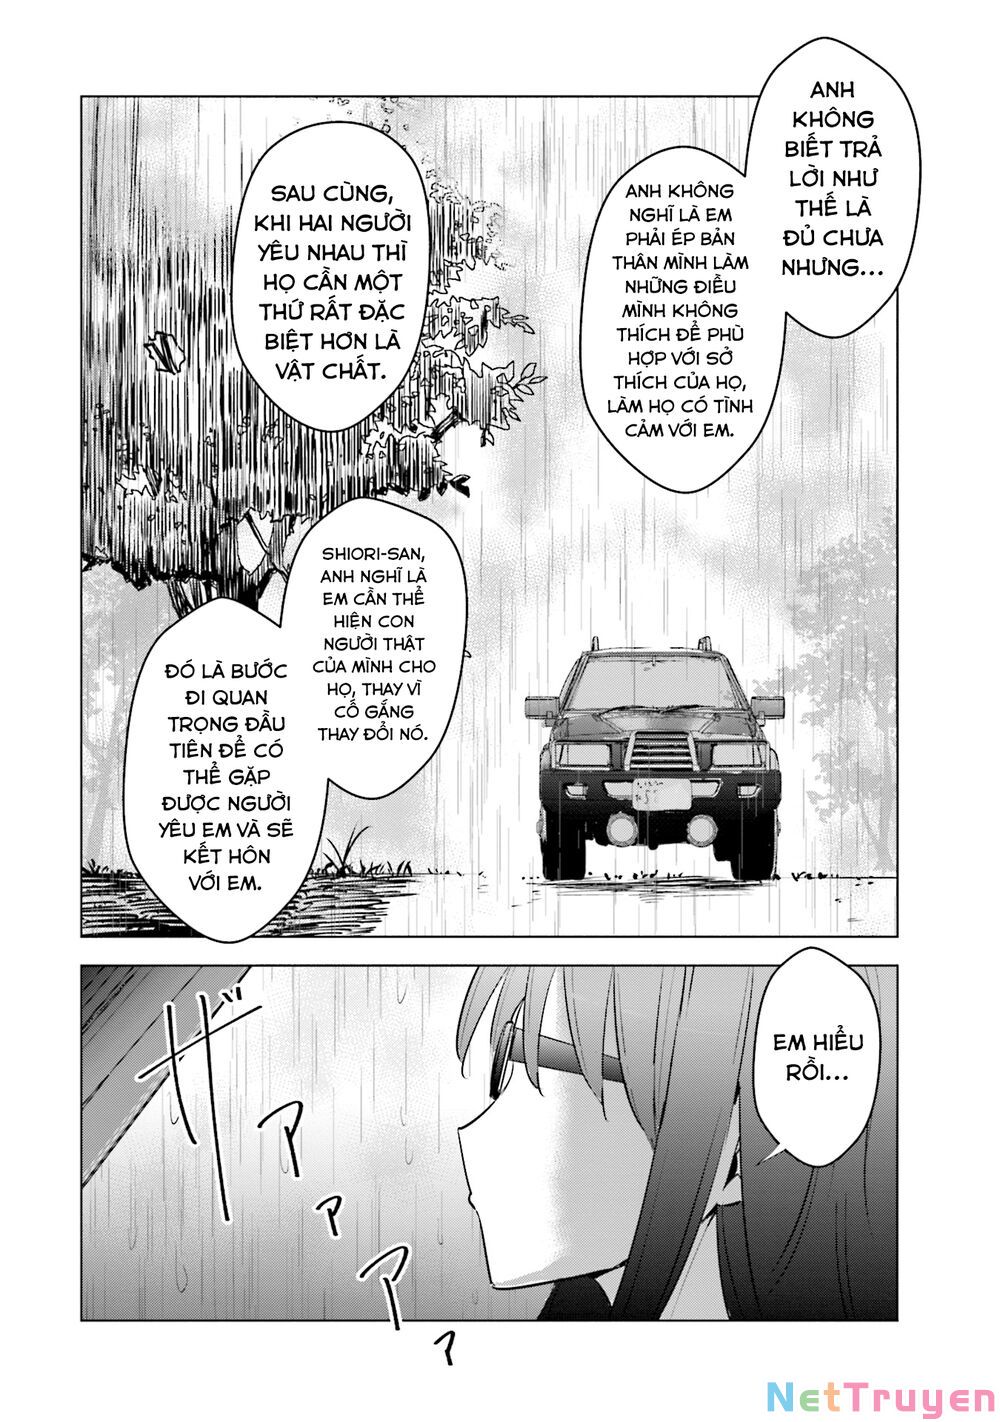 ANH
KHÔNG
BIẾT TRẢ
LỜI NHƯ
THẾ LÀ
ĐỦ CHƯA
NHƯNG...
ANH KHÔNG
NGHĨ LÀ EM
PHẢI ÉP BẢN
THÂN MÌNH LÀM
NHỮNG ĐIỀU
MÌNH KHÔNG
THÍCH ĐỂ PHÙ
HỢP VỚI SỞ
THÍCH CỦA HỌ,
LÀM HỌ CÓ TÌNH
CẢM VỚI EM.
SAU CÙNG,
KHI HAI NGƯỜI
YÊU NHAU THÌ
HỌ CẦN MỘT
THỨ RẤT ĐẶC
BIỆT HƠN LÀ
VẬT CHẤT.
SHIORI-SAN,
ANH NGHĨ LÀ
EM CẦN THỂ
HIỆN CON
NGƯỜI THẬT
CỦA MÌNH CHO
HỌ, THAY VÌ
CỐ GẮNG
THAY ĐỔI NÓ.
ĐÓ LÀ BƯỚC
ĐI QUAN
TRỌNG ĐẦU
TIÊN ĐỂ CÓ
THỂ GẶP
ĐƯỢC NGƯỜI
YÊU EM VÀ SẼ
KẾT HÔN
VỚI EM.
EM HIỂU
RỒI...
ザァァァァ
NetTruyen